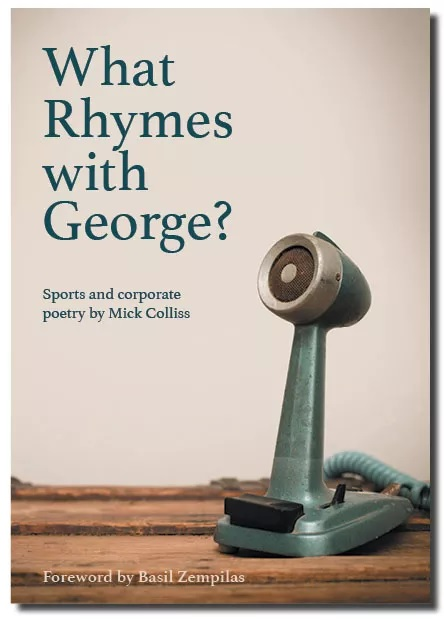 What
Rhymes
with
George?
Sports and corporate
poetry by Mick Colliss
Foreword by Basil Zempilas